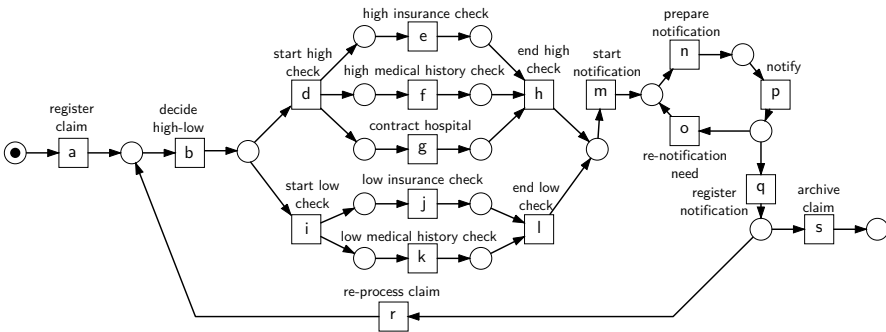 high insurance check
e
start high
check
d
high medical history check
f
contract hospital
g
end high
check
h
register
claim
a
decide
high-low
b
start low
check
i
low insurance check
j
low medical history check
k
end low
check
l
start
notification
m
prepare
notification
n
notify
p
o
re-notification
need
register
notification
q
archive
claim
s
re-process claim
r